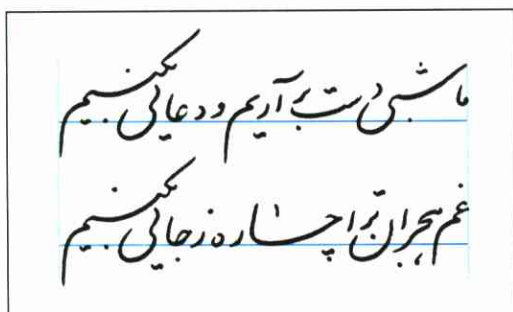 ما شبی دست برآریم و دعایی بکنیم
غم هجران ترا چاره ز جایی بکنیم